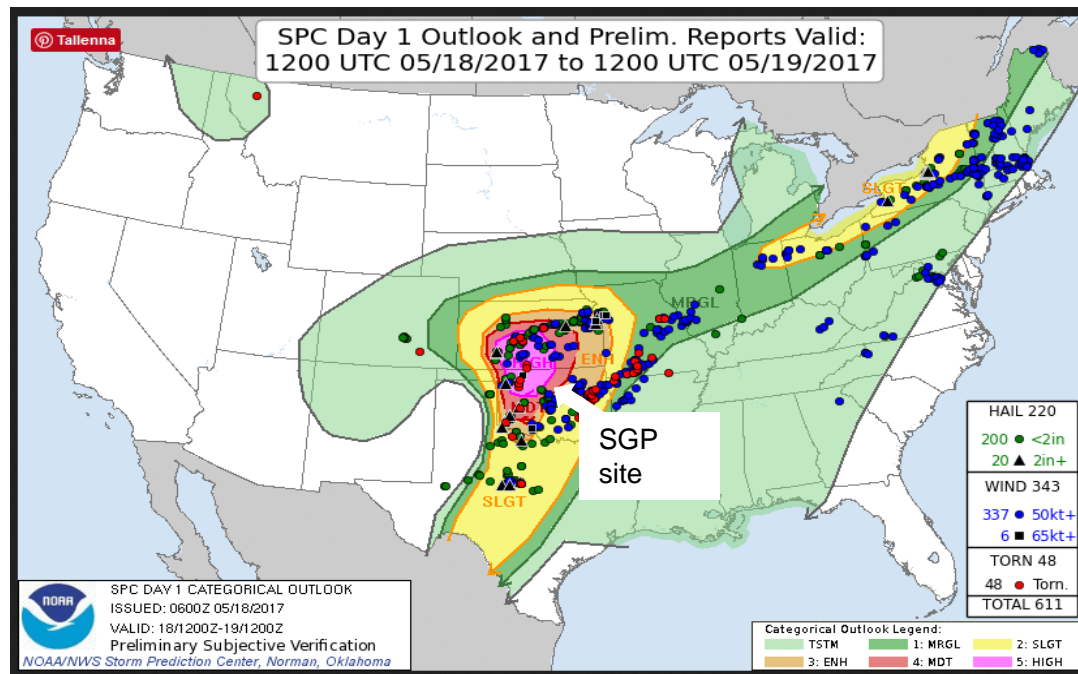 Tallenna
SPC Day 1 Outlook and Prelim. Reports Valid:
1200 UTC 05/18/2017 to 1200 UTC 05/19/2017
SLGT
MRGL
ENH
HIGH
MDT
SGP
site
SLGT
HAIL 220
200 <2in
20 2in+
WIND 343
337 50kt+
6 65kt+
TORN 48
48 Torn.
TOTAL 611
NOAA
SPC DAY 1 CATEGORICAL OUTLOOK
ISSUED: 0600Z 05/18/2017
VALID: 18/1200Z-19/1200Z
Preliminary Subjective Verification
NOAA/NWS Storm Prediction Center, Norman, Oklahoma
Categorical Outlook Legend:
TSTM 1: MRGL 2: SLGT
3: ENH 4: MDT 5: HIGH